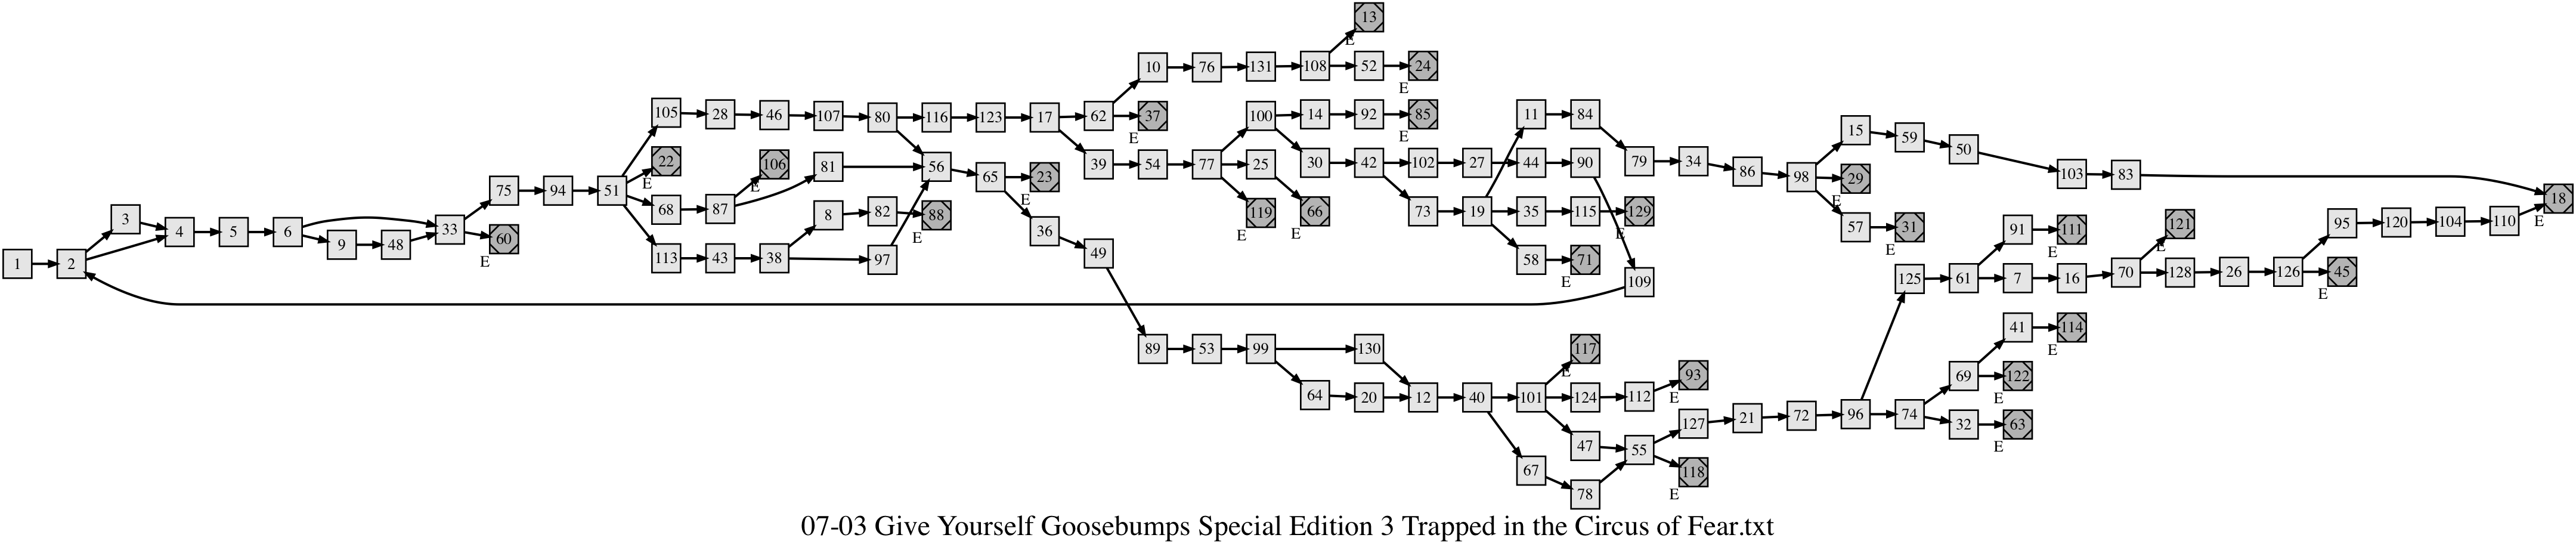 13
E
10 76 131 108 52 24
E
105 28 46 107 80 116 123 17 62 37 100 14 92 85 11 84
E E
15 59 50
22 106 81 56 39 54 77 25 30 42 102 27 44 90 79 34 86 98 29
E E E
103 83
65 23
E
75 94 51
68 87 8 82 88 119 66 73 19 35 115 129 57 31
E E E E E
18
E
3 4 5 6 33 60 9 48 36 91 111 121 95 120 104 110
E E E
1 2 113 43 38 97 49 58 71 109
E
125 61 7 16 70 128 26 126 45
E
89 53 99 130 117 41 114
E E
64 20 12 40 101 124 112 93 69 122
E
127 21 72 96 74 32 63
E
47 55 118
E
67 78
07-03 Give Yourself Goosebumps Special Edition 3 Trapped in the Circus of Fear.txt